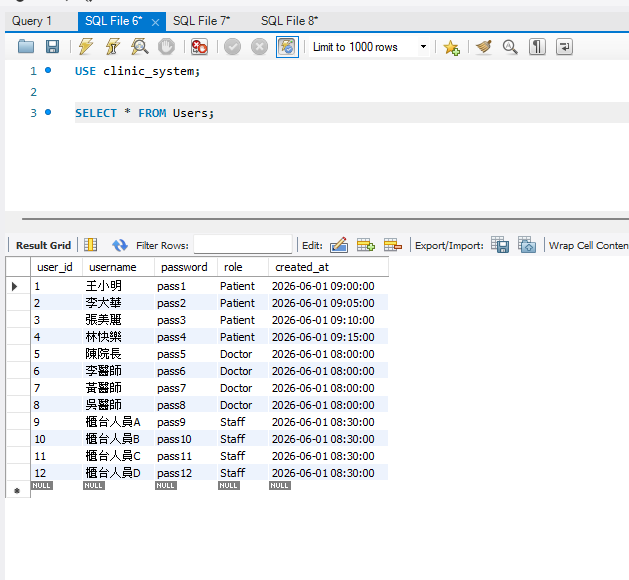 Query 1 SQL File 6* SQL File 7* SQL File 8*
Limit to 1000 rows
1 USE clinic_system;
2
3 SELECT * FROM Users;
Result Grid Filter Rows: Edit: Export/Import: Wrap Cell Conten
user_id username password role created_at
1 王小明 pass1 Patient 2026-06-01 09:00:00
2 李大華 pass2 Patient 2026-06-01 09:05:00
3 張美麗 pass3 Patient 2026-06-01 09:10:00
4 林快樂 pass4 Patient 2026-06-01 09:15:00
5 陳院長 pass5 Doctor 2026-06-01 08:00:00
6 李醫師 pass6 Doctor 2026-06-01 08:00:00
7 黃醫師 pass7 Doctor 2026-06-01 08:00:00
8 吳醫師 pass8 Doctor 2026-06-01 08:00:00
9 櫃台人員A pass9 Staff 2026-06-01 08:30:00
10 櫃台人員B pass10 Staff 2026-06-01 08:30:00
11 櫃台人員C pass11 Staff 2026-06-01 08:30:00
12 櫃台人員D pass12 Staff 2026-06-01 08:30:00
NULL NULL NULL NULL NULL